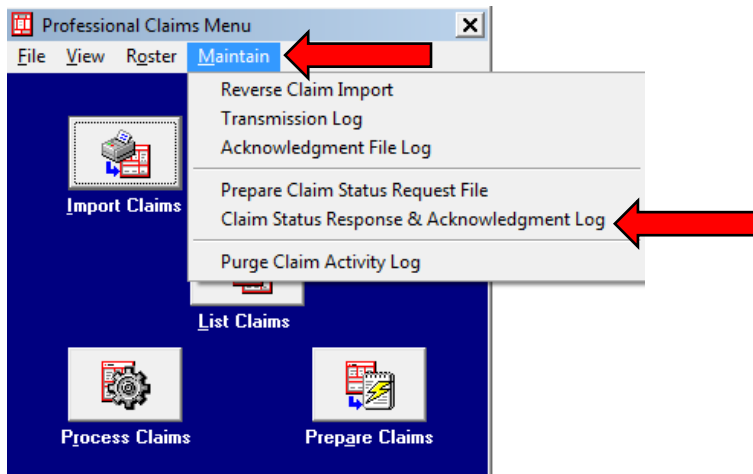 Professional Claims Menu
File View Roster Maintain
Reverse Claim Import
Transmission Log
Acknowledgment File Log
Prepare Claim Status Request File
Claim Status Response & Acknowledgment Log
Purge Claim Activity Log
Import Claims
List Claims
Process Claims
Prepare Claims